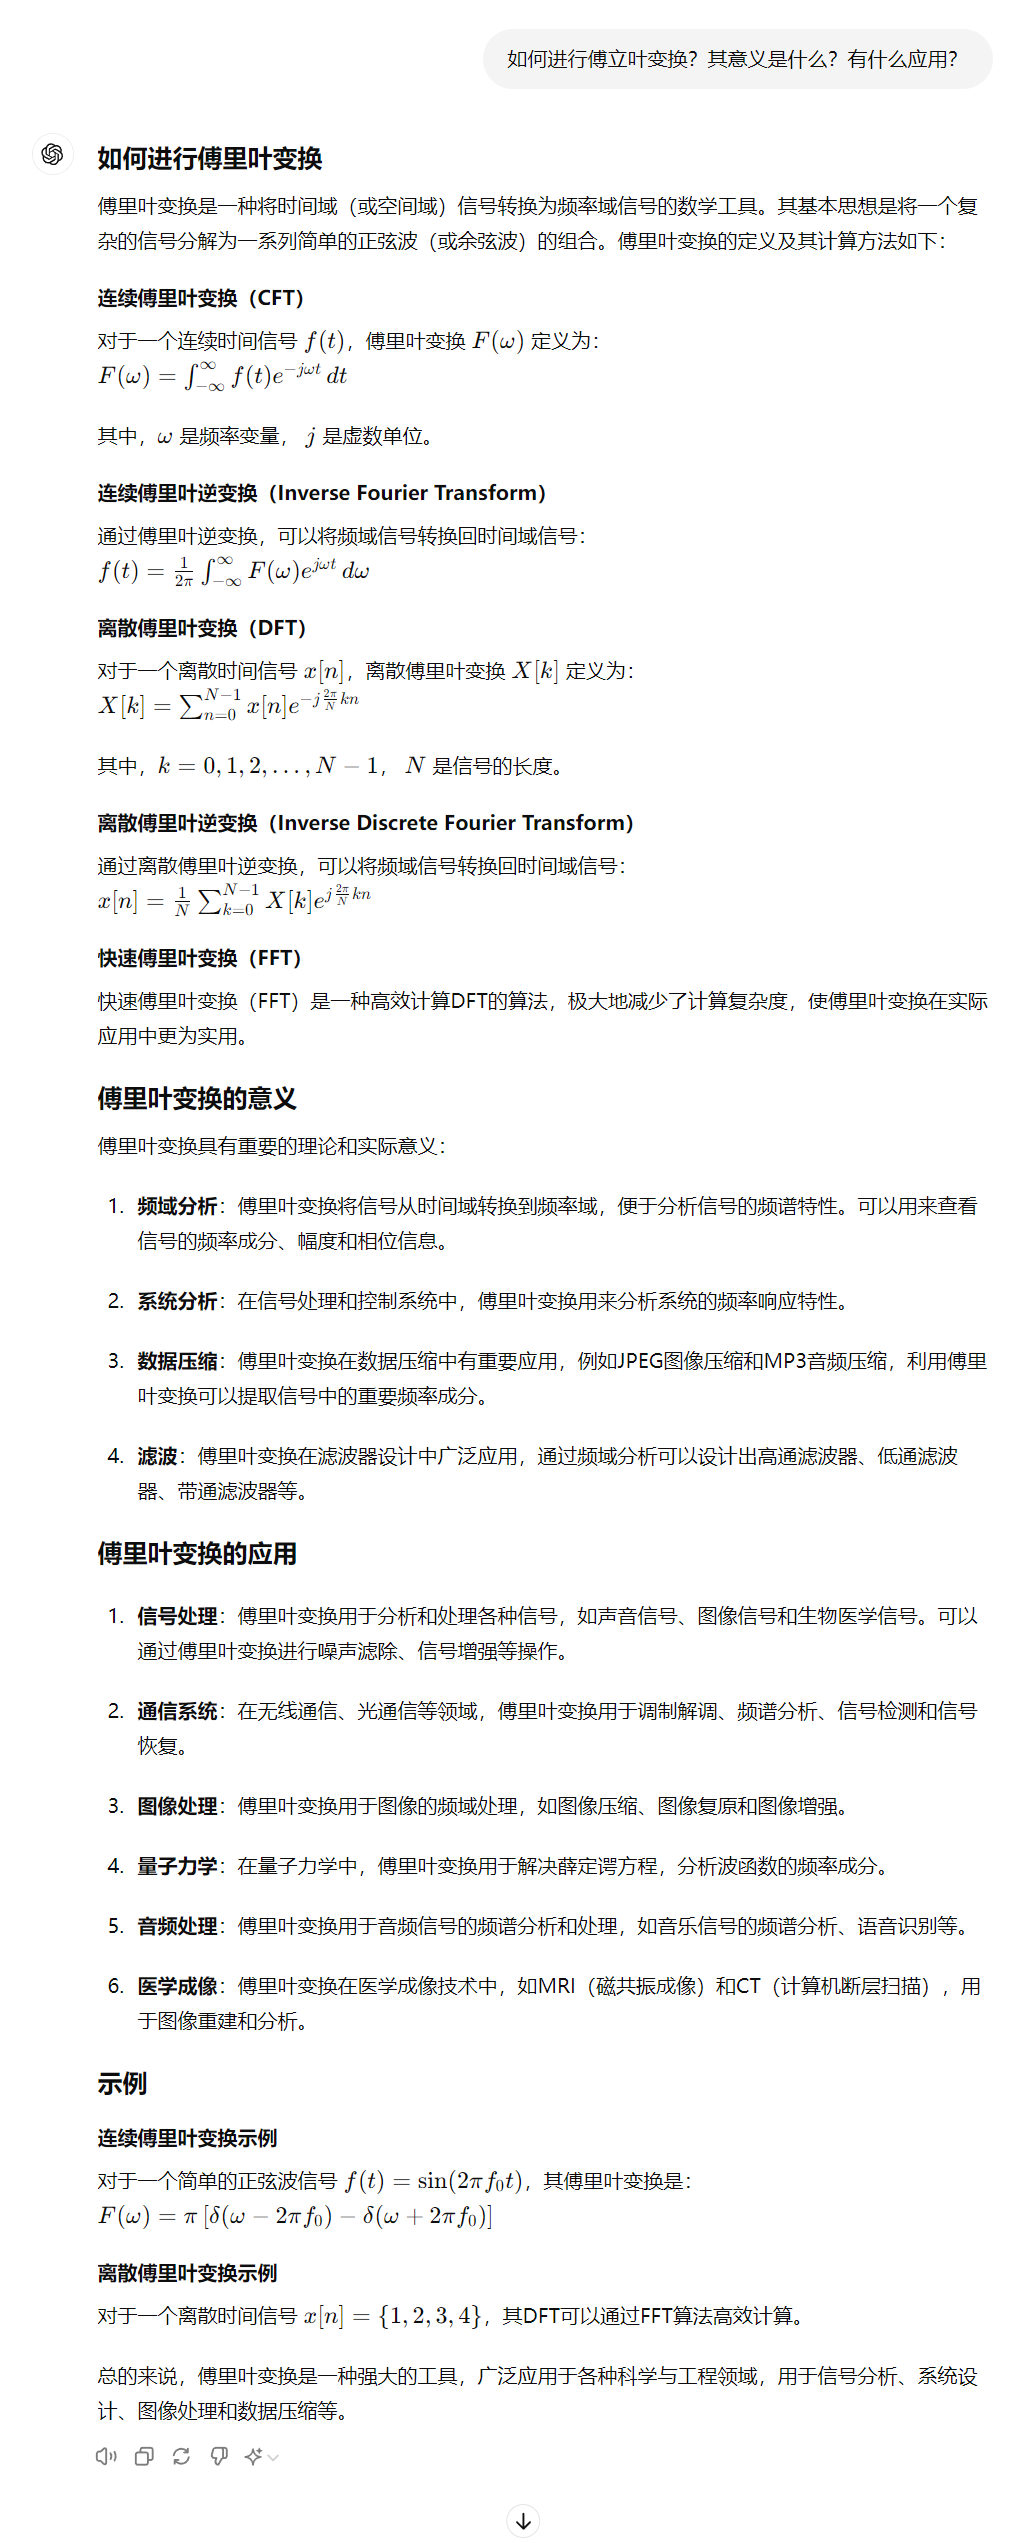 如何进行傅立叶变换？其意义是什么？有什么应用？
如何进行傅里叶变换
傅里叶变换是一种将时间域（或空间域）信号转换为频率域信号的数学工具。其基本思想是将一个复
杂的信号分解为一系列简单的正弦波（或余弦波）的组合。傅里叶变换的定义及其计算方法如下：
连续傅里叶变换（CFT）
对于一个连续时间信号 f(t)，傅里叶变换 F(ω) 定义为：
F(ω) = ∫_{−∞}^{∞} f(t)e^{−jωt} dt
其中，ω 是频率变量， j 是虚数单位。
连续傅里叶逆变换（Inverse Fourier Transform）
通过傅里叶逆变换，可以将频域信号转换回时间域信号：
f(t) = \frac{1}{2π} ∫_{−∞}^{∞} F(ω)e^{jωt} dω
离散傅里叶变换（DFT）
对于一个离散时间信号 x[n]，离散傅里叶变换 X[k] 定义为：
X[k] = ∑_{n=0}^{N−1} x[n]e^{−j\frac{2π}{N}kn}
其中，k = 0, 1, 2, …, N − 1， N 是信号的长度。
离散傅里叶逆变换（Inverse Discrete Fourier Transform）
通过离散傅里叶逆变换，可以将频域信号转换回时间域信号：
x[n] = \frac{1}{N} ∑_{k=0}^{N−1} X[k]e^{j\frac{2π}{N}kn}
快速傅里叶变换（FFT）
快速傅里叶变换（FFT）是一种高效计算DFT的算法，极大地减少了计算复杂度，使傅里叶变换在实际
应用中更为实用。
傅里叶变换的意义
傅里叶变换具有重要的理论和实际意义：
1. 频域分析：傅里叶变换将信号从时间域转换到频率域，便于分析信号的频谱特性。可以用来查看
信号的频率成分、幅度和相位信息。
2. 系统分析：在信号处理和控制系统中，傅里叶变换用来分析系统的频率响应特性。
3. 数据压缩：傅里叶变换在数据压缩中有重要应用，例如JPEG图像压缩和MP3音频压缩，利用傅里
叶变换可以提取信号中的重要频率成分。
4. 滤波：傅里叶变换在滤波器设计中广泛应用，通过频域分析可以设计出高通滤波器、低通滤波
器、带通滤波器等。
傅里叶变换的应用
1. 信号处理：傅里叶变换用于分析和处理各种信号，如声音信号、图像信号和生物医学信号。可以
通过傅里叶变换进行噪声滤除、信号增强等操作。
2. 通信系统：在无线通信、光通信等领域，傅里叶变换用于调制解调、频谱分析、信号检测和信号
恢复。
3. 图像处理：傅里叶变换用于图像的频域处理，如图像压缩、图像复原和图像增强。
4. 量子力学：在量子力学中，傅里叶变换用于解决薛定谔方程，分析波函数的频率成分。
5. 音频处理：傅里叶变换用于音频信号的频谱分析和处理，如音乐信号的频谱分析、语音识别等。
6. 医学成像：傅里叶变换在医学成像技术中，如MRI（磁共振成像）和CT（计算机断层扫描），用
于图像重建和分析。
示例
连续傅里叶变换示例
对于一个简单的正弦波信号 f(t) = sin(2πf₀t)，其傅里叶变换是：
F(ω) = π [δ(ω − 2πf₀) − δ(ω + 2πf₀)]
离散傅里叶变换示例
对于一个离散时间信号 x[n] = {1, 2, 3, 4}，其DFT可以通过FFT算法高效计算。
总的来说，傅里叶变换是一种强大的工具，广泛应用于各种科学与工程领域，用于信号分析、系统设
计、图像处理和数据压缩等。